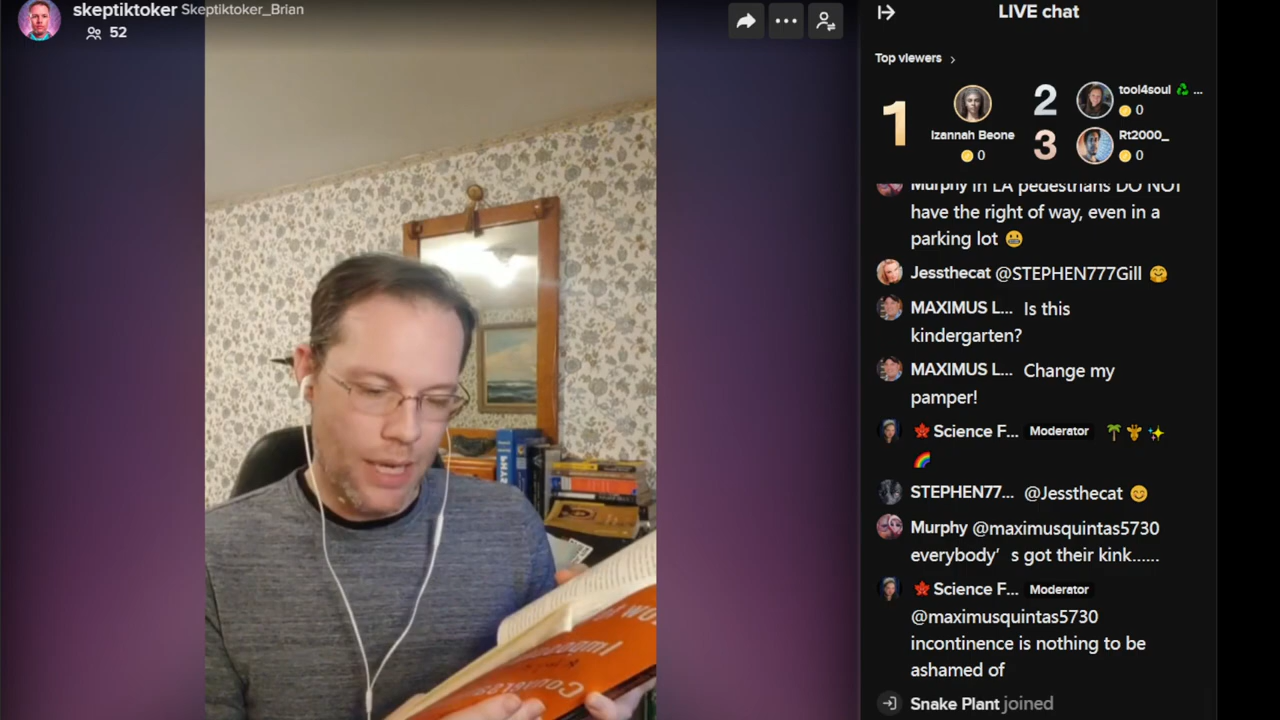 skeptiktoker Skeptiktoker_Brian
52
LIVE chat
Top viewers
1
Izannah Beone
0
2
tool4soul ♻ ...
0
3
Rt2000_
0
Murphy In LA pedestrians DO NOT
have the right of way, even in a
parking lot 😬
Jessthecat @STEPHEN777Gill 🤗
MAXIMUS L... Is this
kindergarten?
MAXIMUS L... Change my
pamper!
🍁 Science F... Moderator 🌴🦒✨
🌈
STEPHEN77... @Jessthecat 😊
Murphy @maximusquintas5730
everybody’s got their kink......
🍁 Science F... Moderator
@maximusquintas5730
incontinence is nothing to be
ashamed of
Snake Plant joined